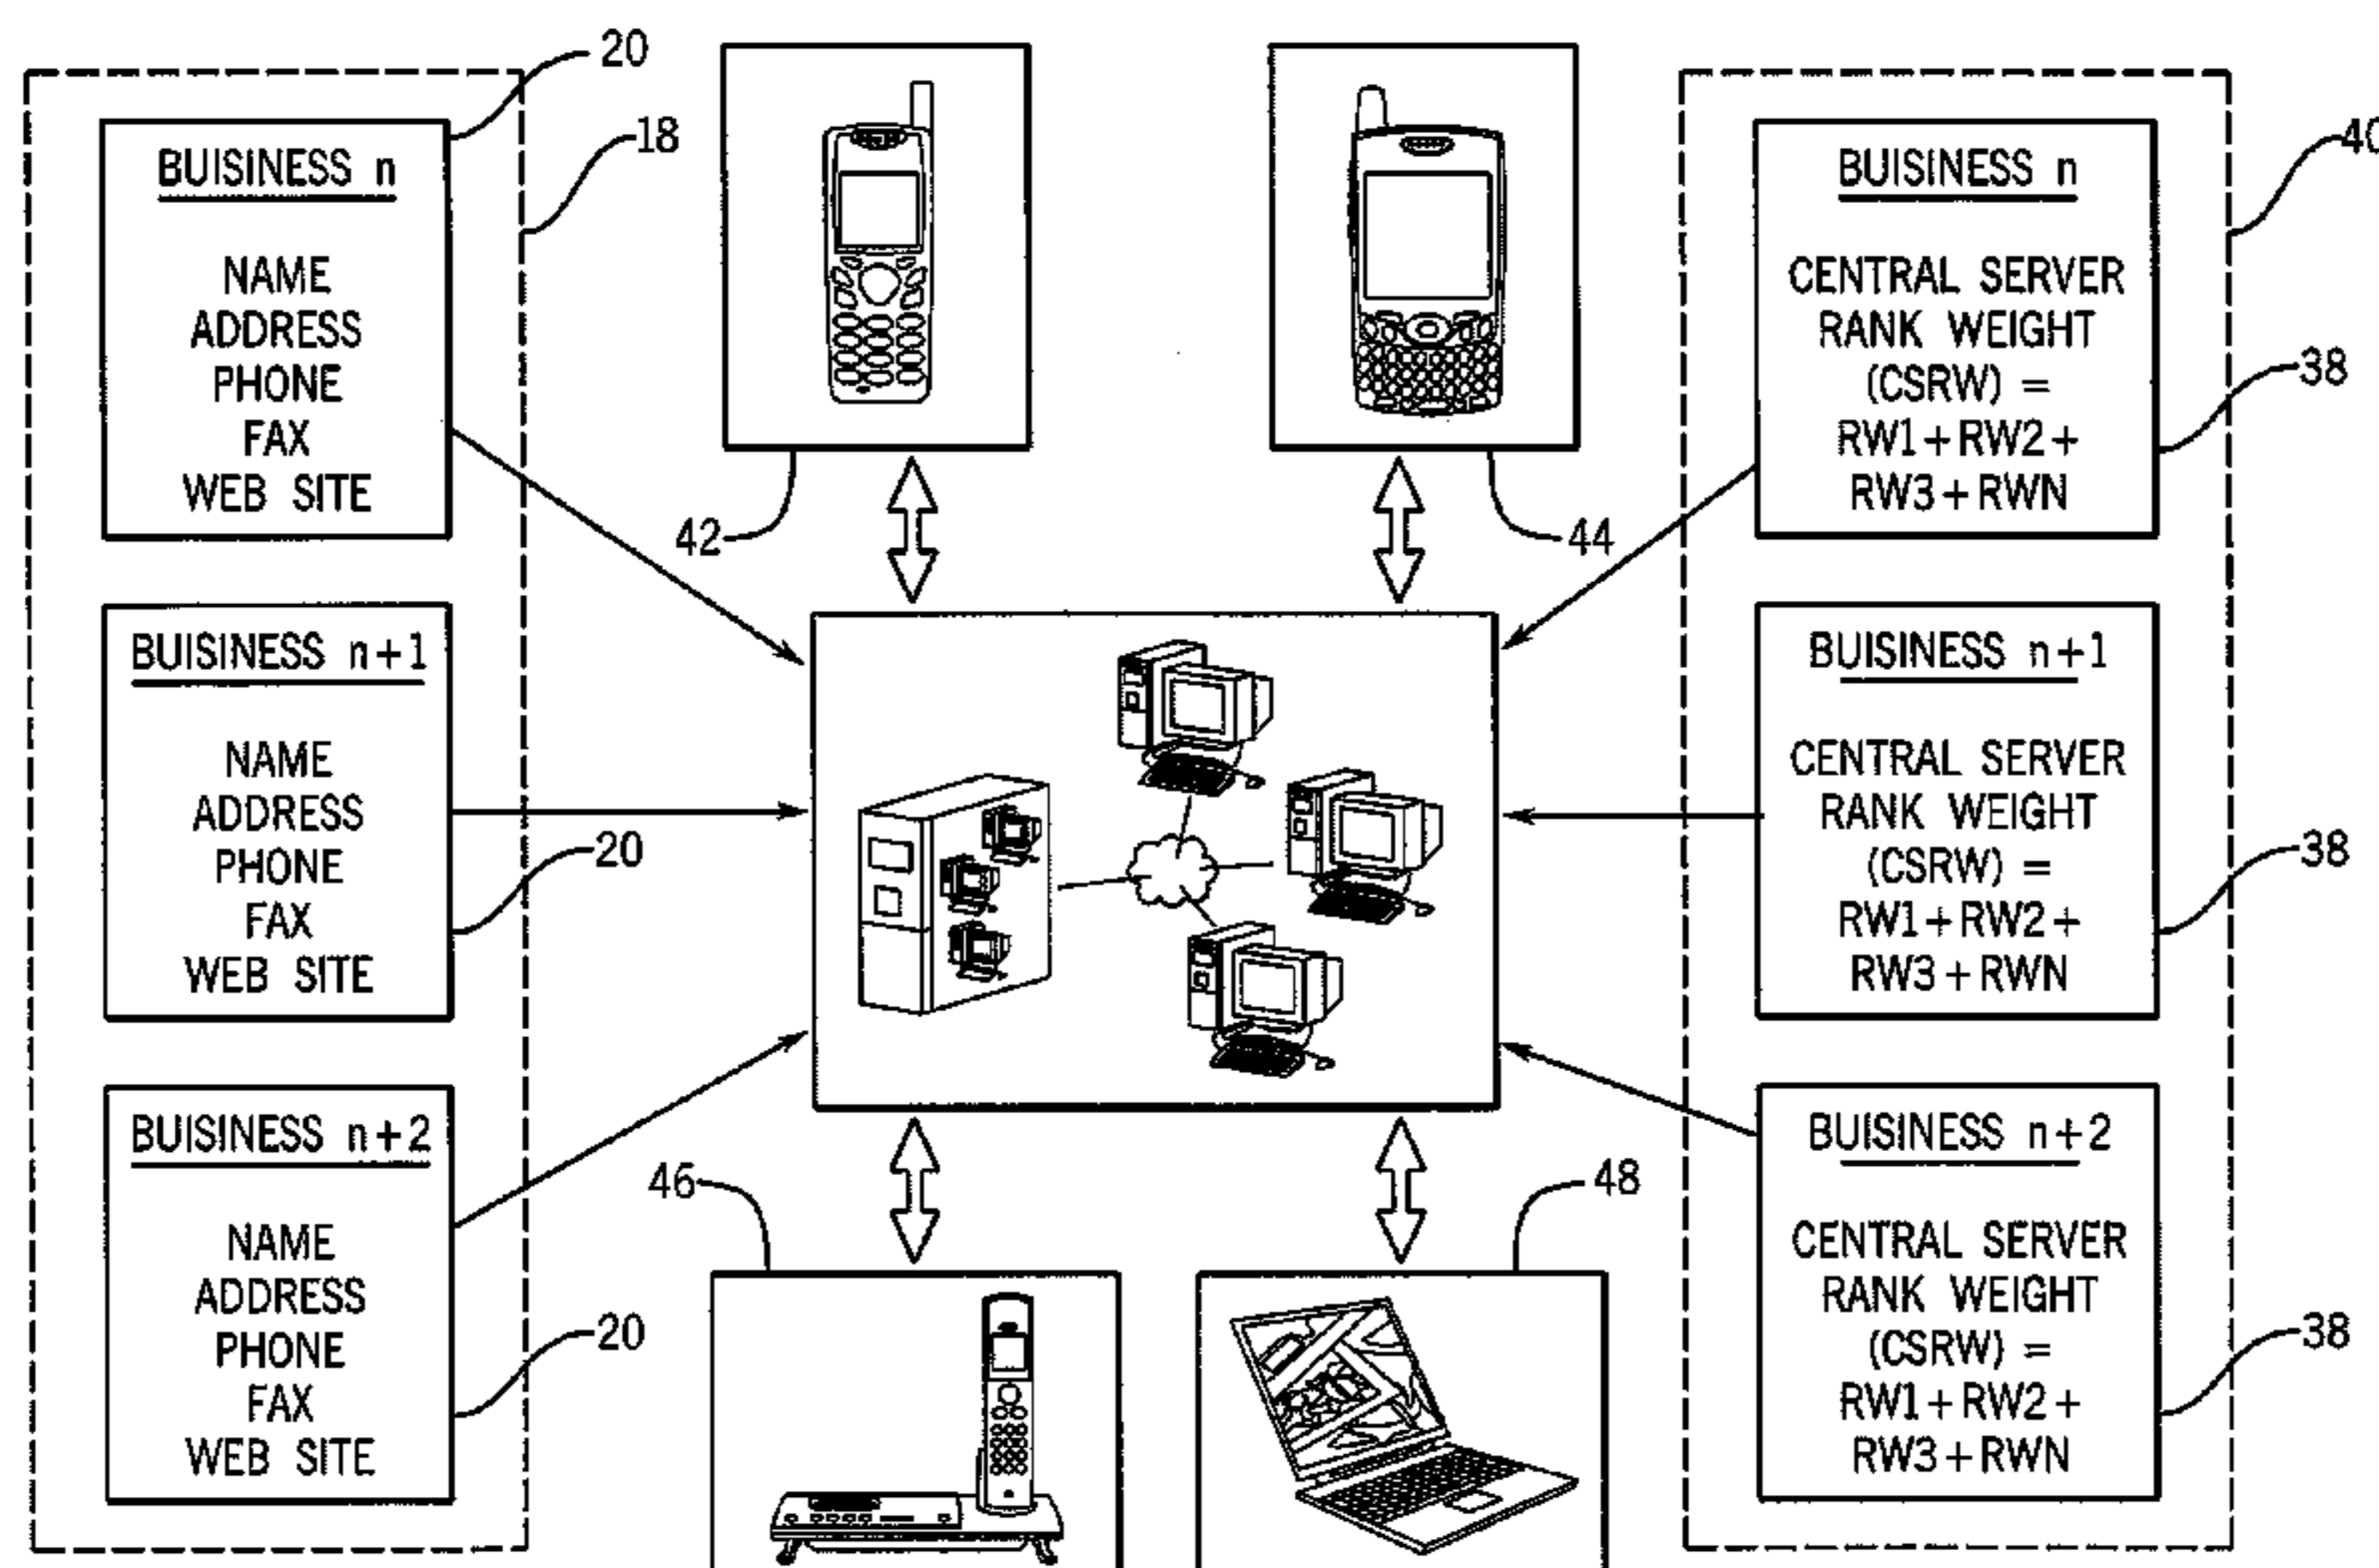 20
18
BUISINESS n
NAME
ADDRESS
PHONE
FAX
WEB SITE
BUISINESS n+1
NAME
ADDRESS
PHONE
FAX
WEB SITE
20
BUISINESS n+2
NAME
ADDRESS
PHONE
FAX
WEB SITE
20
42
44
46
48
40
BUISINESS n
CENTRAL SERVER
RANK WEIGHT
(CSRW) =
RW1+RW2+
RW3+RWN
38
BUISINESS n+1
CENTRAL SERVER
RANK WEIGHT
(CSRW) =
RW1+RW2+
RW3+RWN
38
BUISINESS n+2
CENTRAL SERVER
RANK WEIGHT
(CSRW) =
RW1+RW2+
RW3+RWN
38